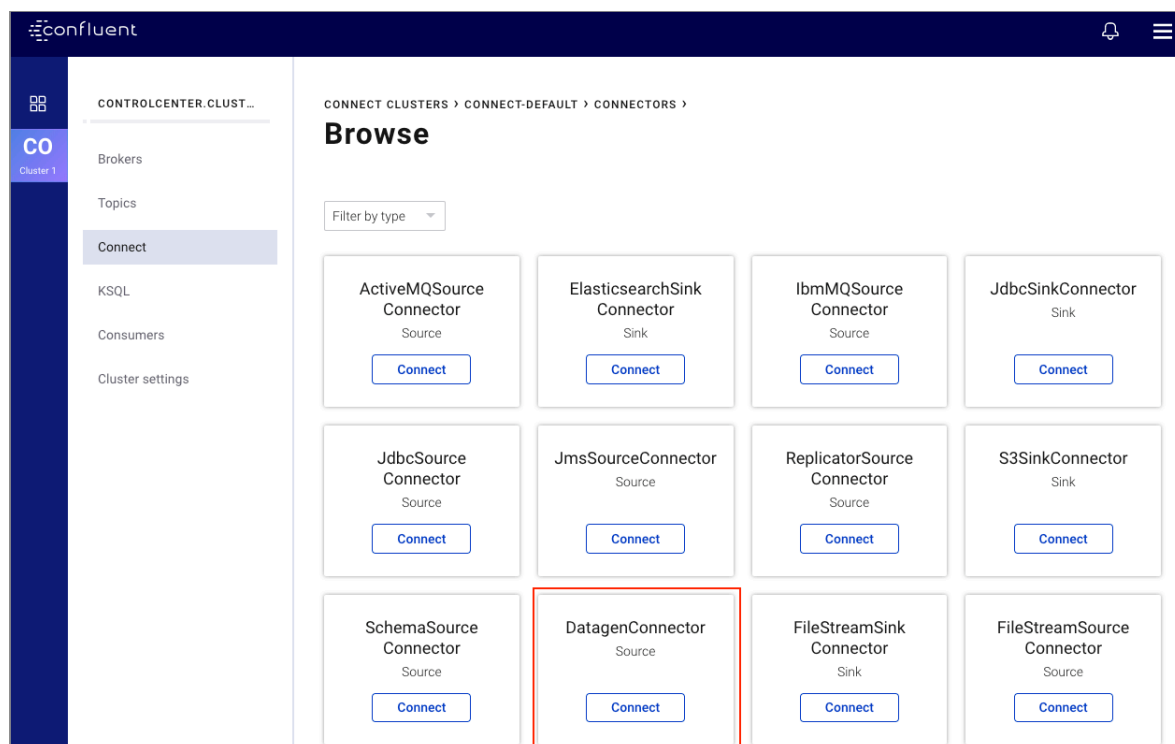 confluent
CO
Cluster 1
CONTROLCENTER.CLUST...
Brokers
Topics
Connect
KSQL
Consumers
Cluster settings
CONNECT CLUSTERS > CONNECT-DEFAULT > CONNECTORS >
Browse
Filter by type
ActiveMQSource
Connector
Source
Connect
ElasticsearchSink
Connector
Sink
Connect
IbmMQSource
Connector
Source
Connect
JdbcSinkConnector
Sink
Connect
JdbcSource
Connector
Source
Connect
JmsSourceConnector
Source
Connect
ReplicatorSource
Connector
Source
Connect
S3SinkConnector
Sink
Connect
SchemaSource
Connector
Source
Connect
DatagenConnector
Source
Connect
FileStreamSink
Connector
Sink
Connect
FileStreamSource
Connector
Source
Connect